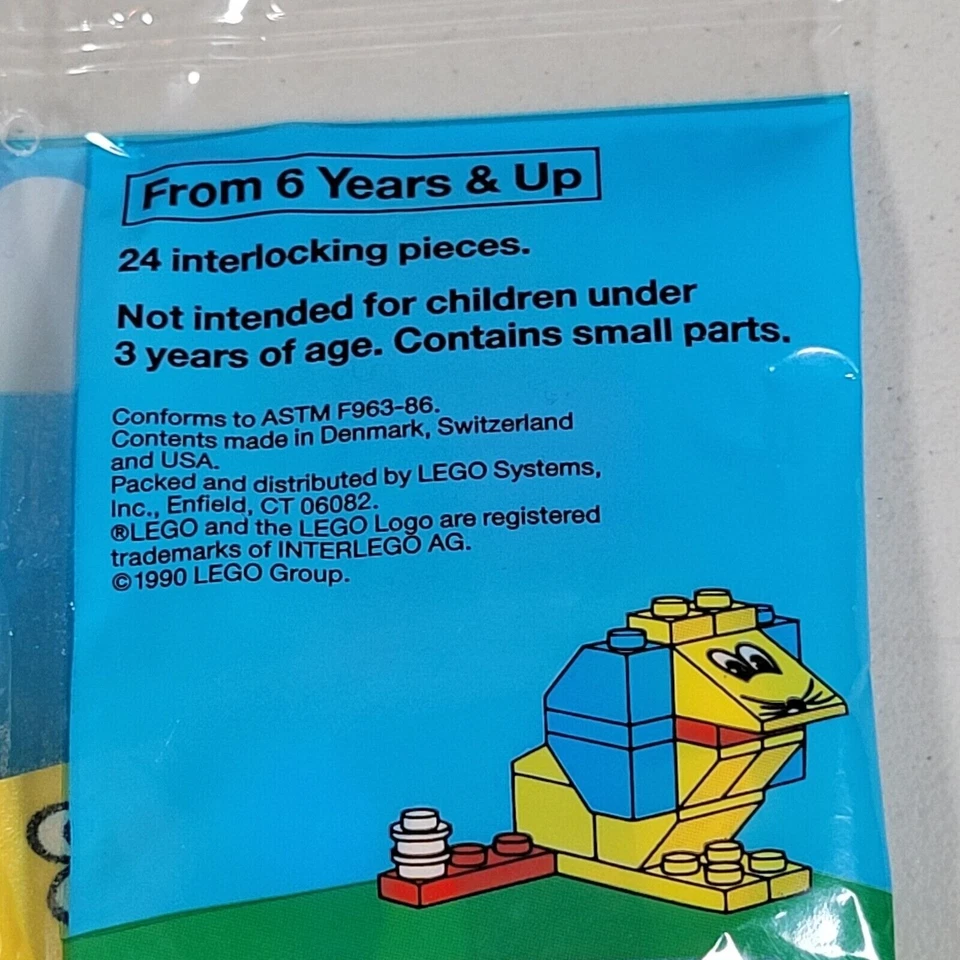 From 6 Years & Up
24 interlocking pieces.
Not intended for children under
3 years of age. Contains small parts.
Conforms to ASTM F963-86.
Contents made in Denmark, Switzerland
and USA.
Packed and distributed by LEGO Systems,
Inc., Enfield, CT 06082.
®LEGO and the LEGO Logo are registered
trademarks of INTERLEGO AG.
©1990 LEGO Group.